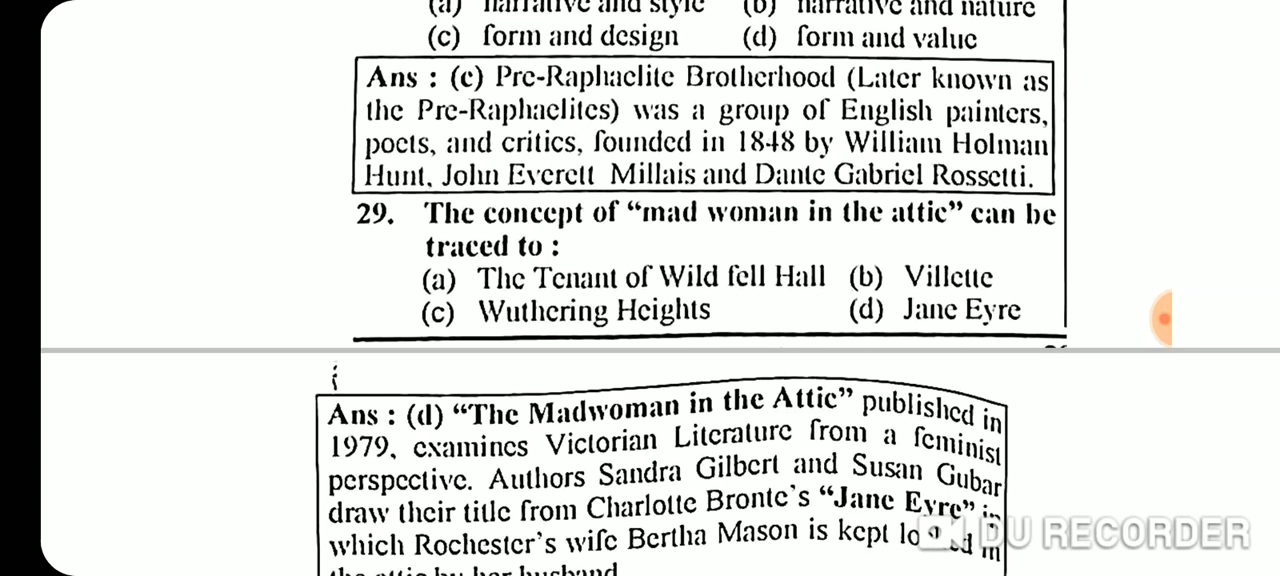 (a) narrative and style (b) narrative and nature
(c) form and design (d) form and value
Ans : (c) Pre-Raphaelite Brotherhood (Later known as
the Pre-Raphaelites) was a group of English painters,
poets, and critics, founded in 1848 by William Holman
Hunt, John Everett Millais and Dante Gabriel Rossetti.
29. The concept of “mad woman in the attic” can be
traced to :
(a) The Tenant of Wild fell Hall (b) Villette
(c) Wuthering Heights (d) Jane Eyre
Ans : (d) “The Madwoman in the Attic” published in
1979, examines Victorian Literature from a feminist
perspective. Authors Sandra Gilbert and Susan Gubar
draw their title from Charlotte Bronte's “Jane Eyre” in
which Rochester's wife Bertha Mason is kept locked in
the attic by her husband
DU RECORDER